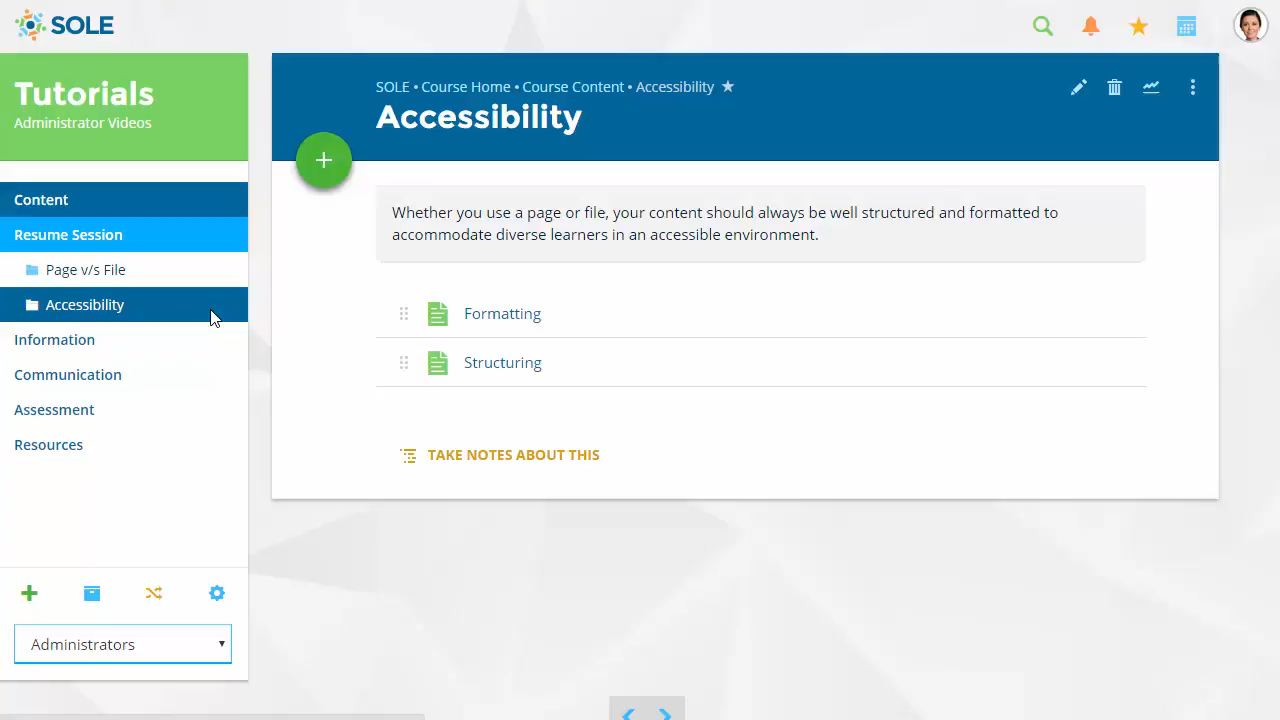 SOLE
Tutorials
Administrator Videos
Content
Resume Session
Page v/s File
Accessibility
Information
Communication
Assessment
Resources
Administrators
SOLE • Course Home • Course Content • Accessibility
Accessibility
Whether you use a page or file, your content should always be well structured and formatted to
accommodate diverse learners in an accessible environment.
Formatting
Structuring
TAKE NOTES ABOUT THIS